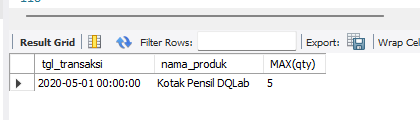 Result Grid Filter Rows: Export: Wrap Cel
tgl_transaksi nama_produk MAX(qty)
2020-05-01 00:00:00 Kotak Pensil DQLab 5